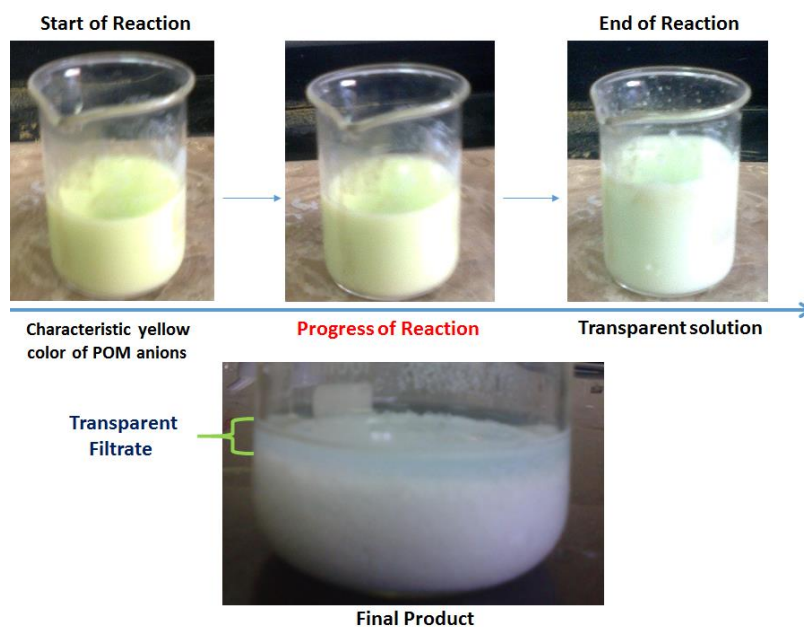 Start of Reaction
End of Reaction
Characteristic yellow
color of POM anions
Progress of Reaction
Transparent solution
Transparent
Filtrate
Final Product